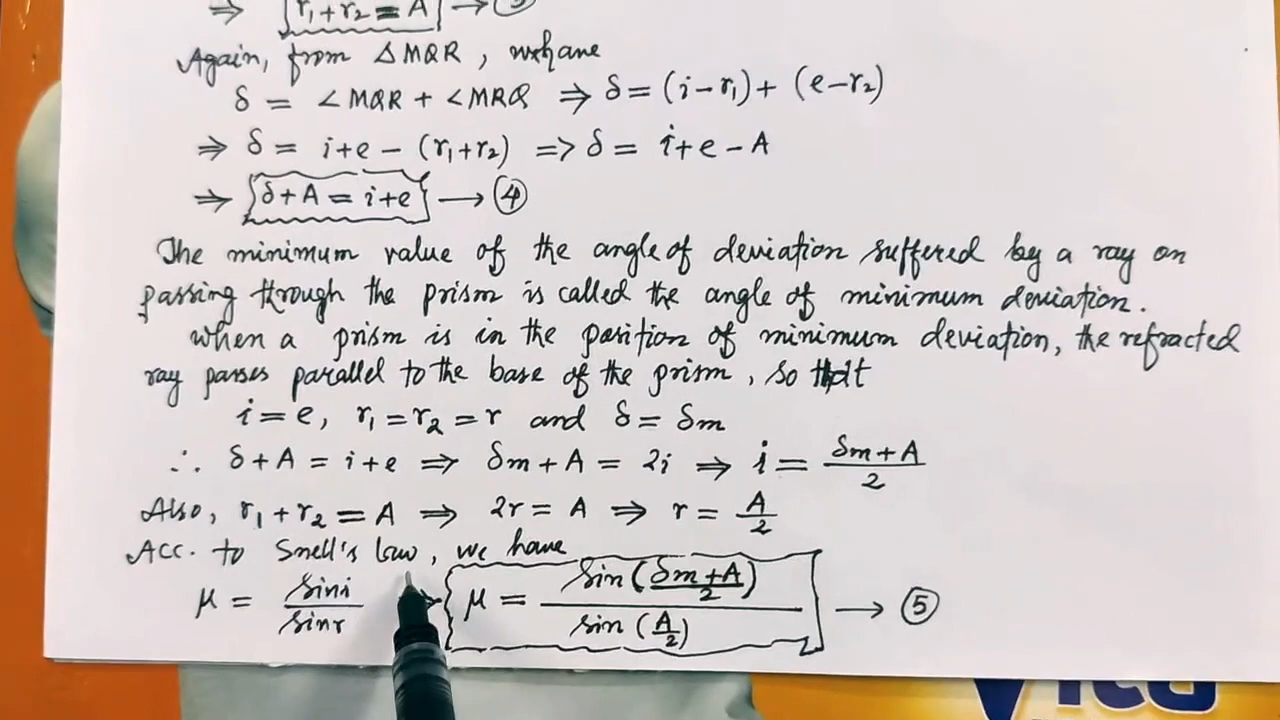 ⇒ r₁+r₂ = A → ③
Again, from ΔMQR, we have
δ = ∠MQR + ∠MRQ ⇒ δ = (i-r₁) + (e-r₂)
⇒ δ = i+e - (r₁+r₂) => δ = i+e-A
⇒ δ+A = i+e → ④
The minimum value of the angle of deviation suffered by a ray on
passing through the prism is called the angle of minimum deviation.
When a prism is in the position of minimum deviation, the refracted
ray passes parallel to the base of the prism, so that
i = e, r₁ = r₂ = r and δ = δm
∴ δ+A = i+e ⇒ δm+A = 2i ⇒ i = (δm+A)/2
Also, r₁+r₂ = A ⇒ 2r = A ⇒ r = A/2
Acc. to Snell's law, we have
μ = sini/sinr ⇒ μ = sin((δm+A)/2)/sin(A/2) → ⑤